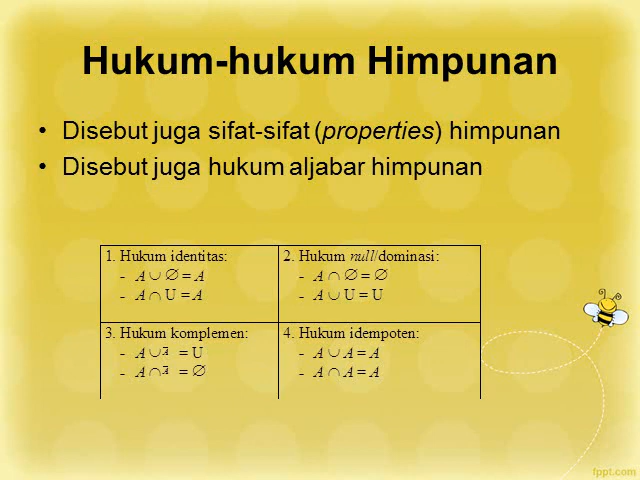 Hukum-hukum Himpunan
• Disebut juga sifat-sifat (properties) himpunan
• Disebut juga hukum aljabar himpunan
1. Hukum identitas:
- A ∪ ∅ = A
- A ∩ U = A
2. Hukum null/dominasi:
- A ∩ ∅ = ∅
- A ∪ U = U
3. Hukum komplemen:
- A ∪ A̅ = U
- A ∩ A̅ = ∅
4. Hukum idempoten:
- A ∪ A = A
- A ∩ A = A
fppt.com